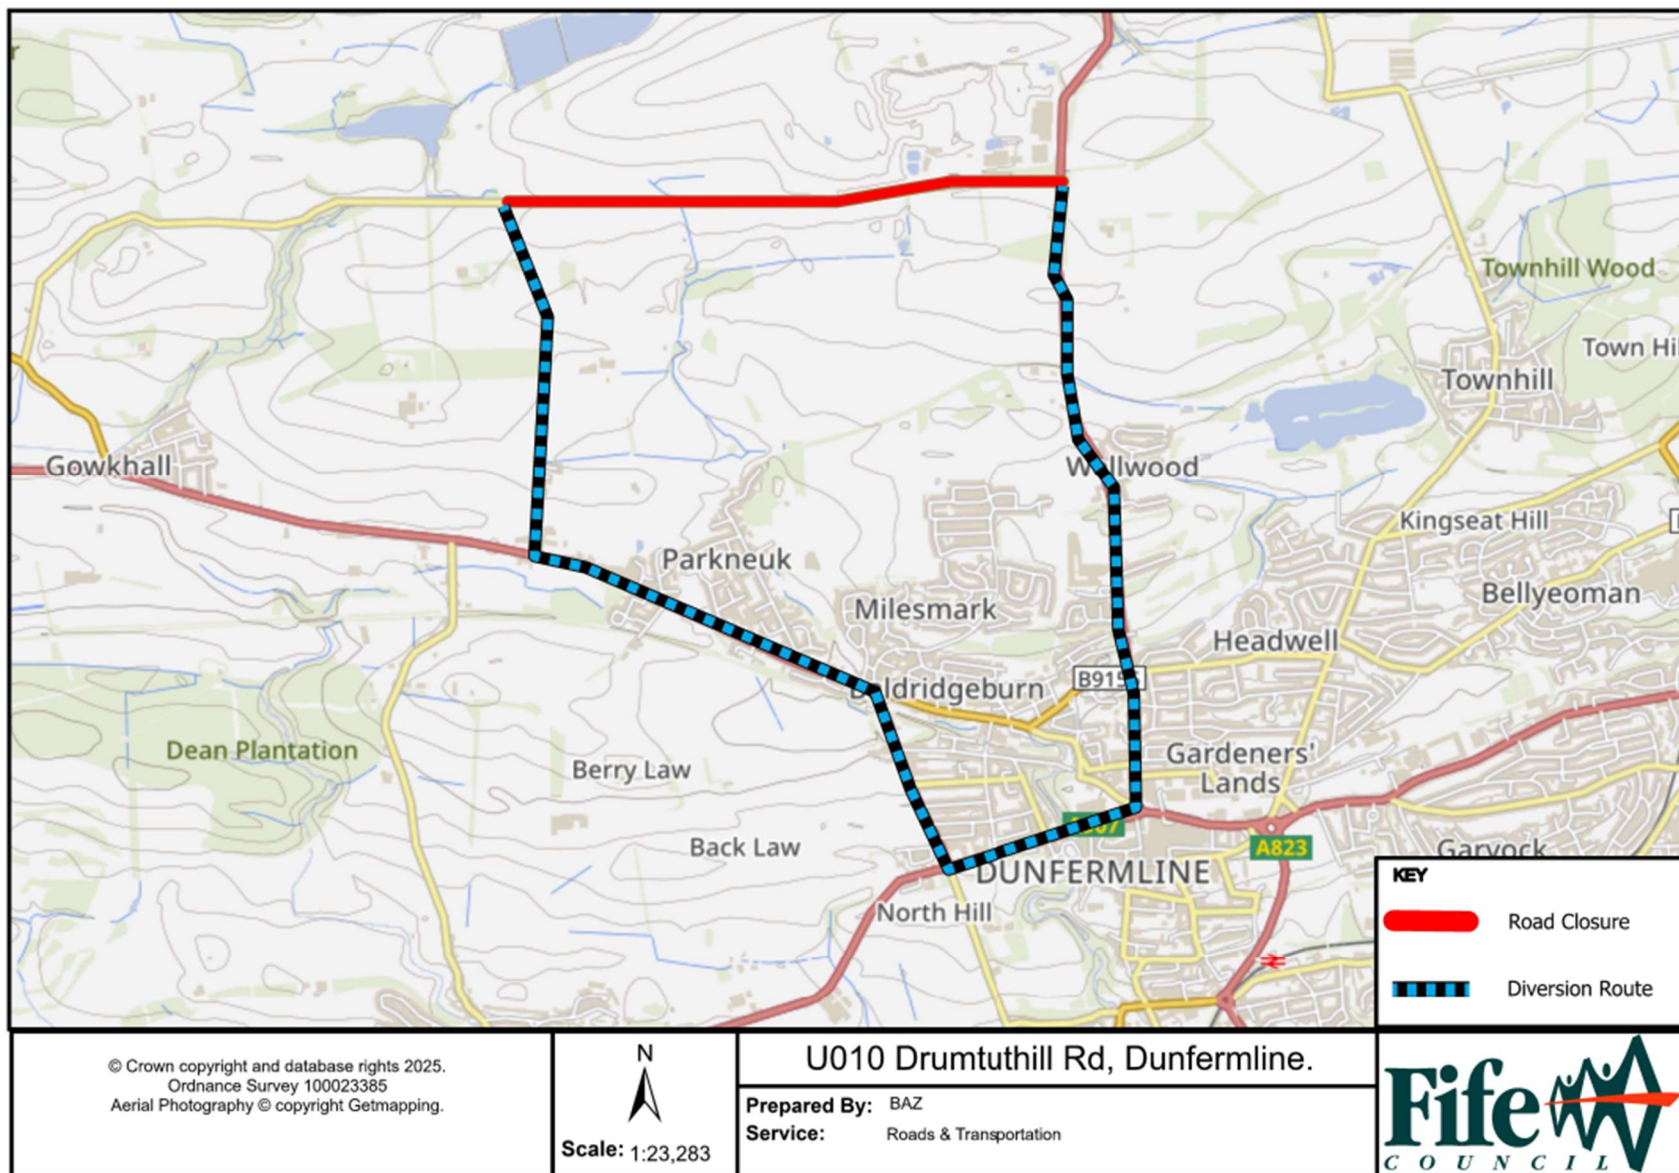 Townhill Wood
Town Hil
Townhill
Gowkhall
Wellwood
Kingseat Hill
Parkneuk
Bellyeoman
Milesmark
Headwell
B915
Baldridgeburn
Dean Plantation
Gardeners'
Lands
Berry Law
Back Law
A823
Garvock
DUNFERMLINE
North Hill
KEY
Road Closure
Diversion Route
© Crown copyright and database rights 2025.
Ordnance Survey 100023385
Aerial Photography © copyright Getmapping.
N
Scale: 1:23,283
U010 Drumtuthill Rd, Dunfermline.
Prepared By: BAZ
Service: Roads & Transportation
Fife
COUNCIL